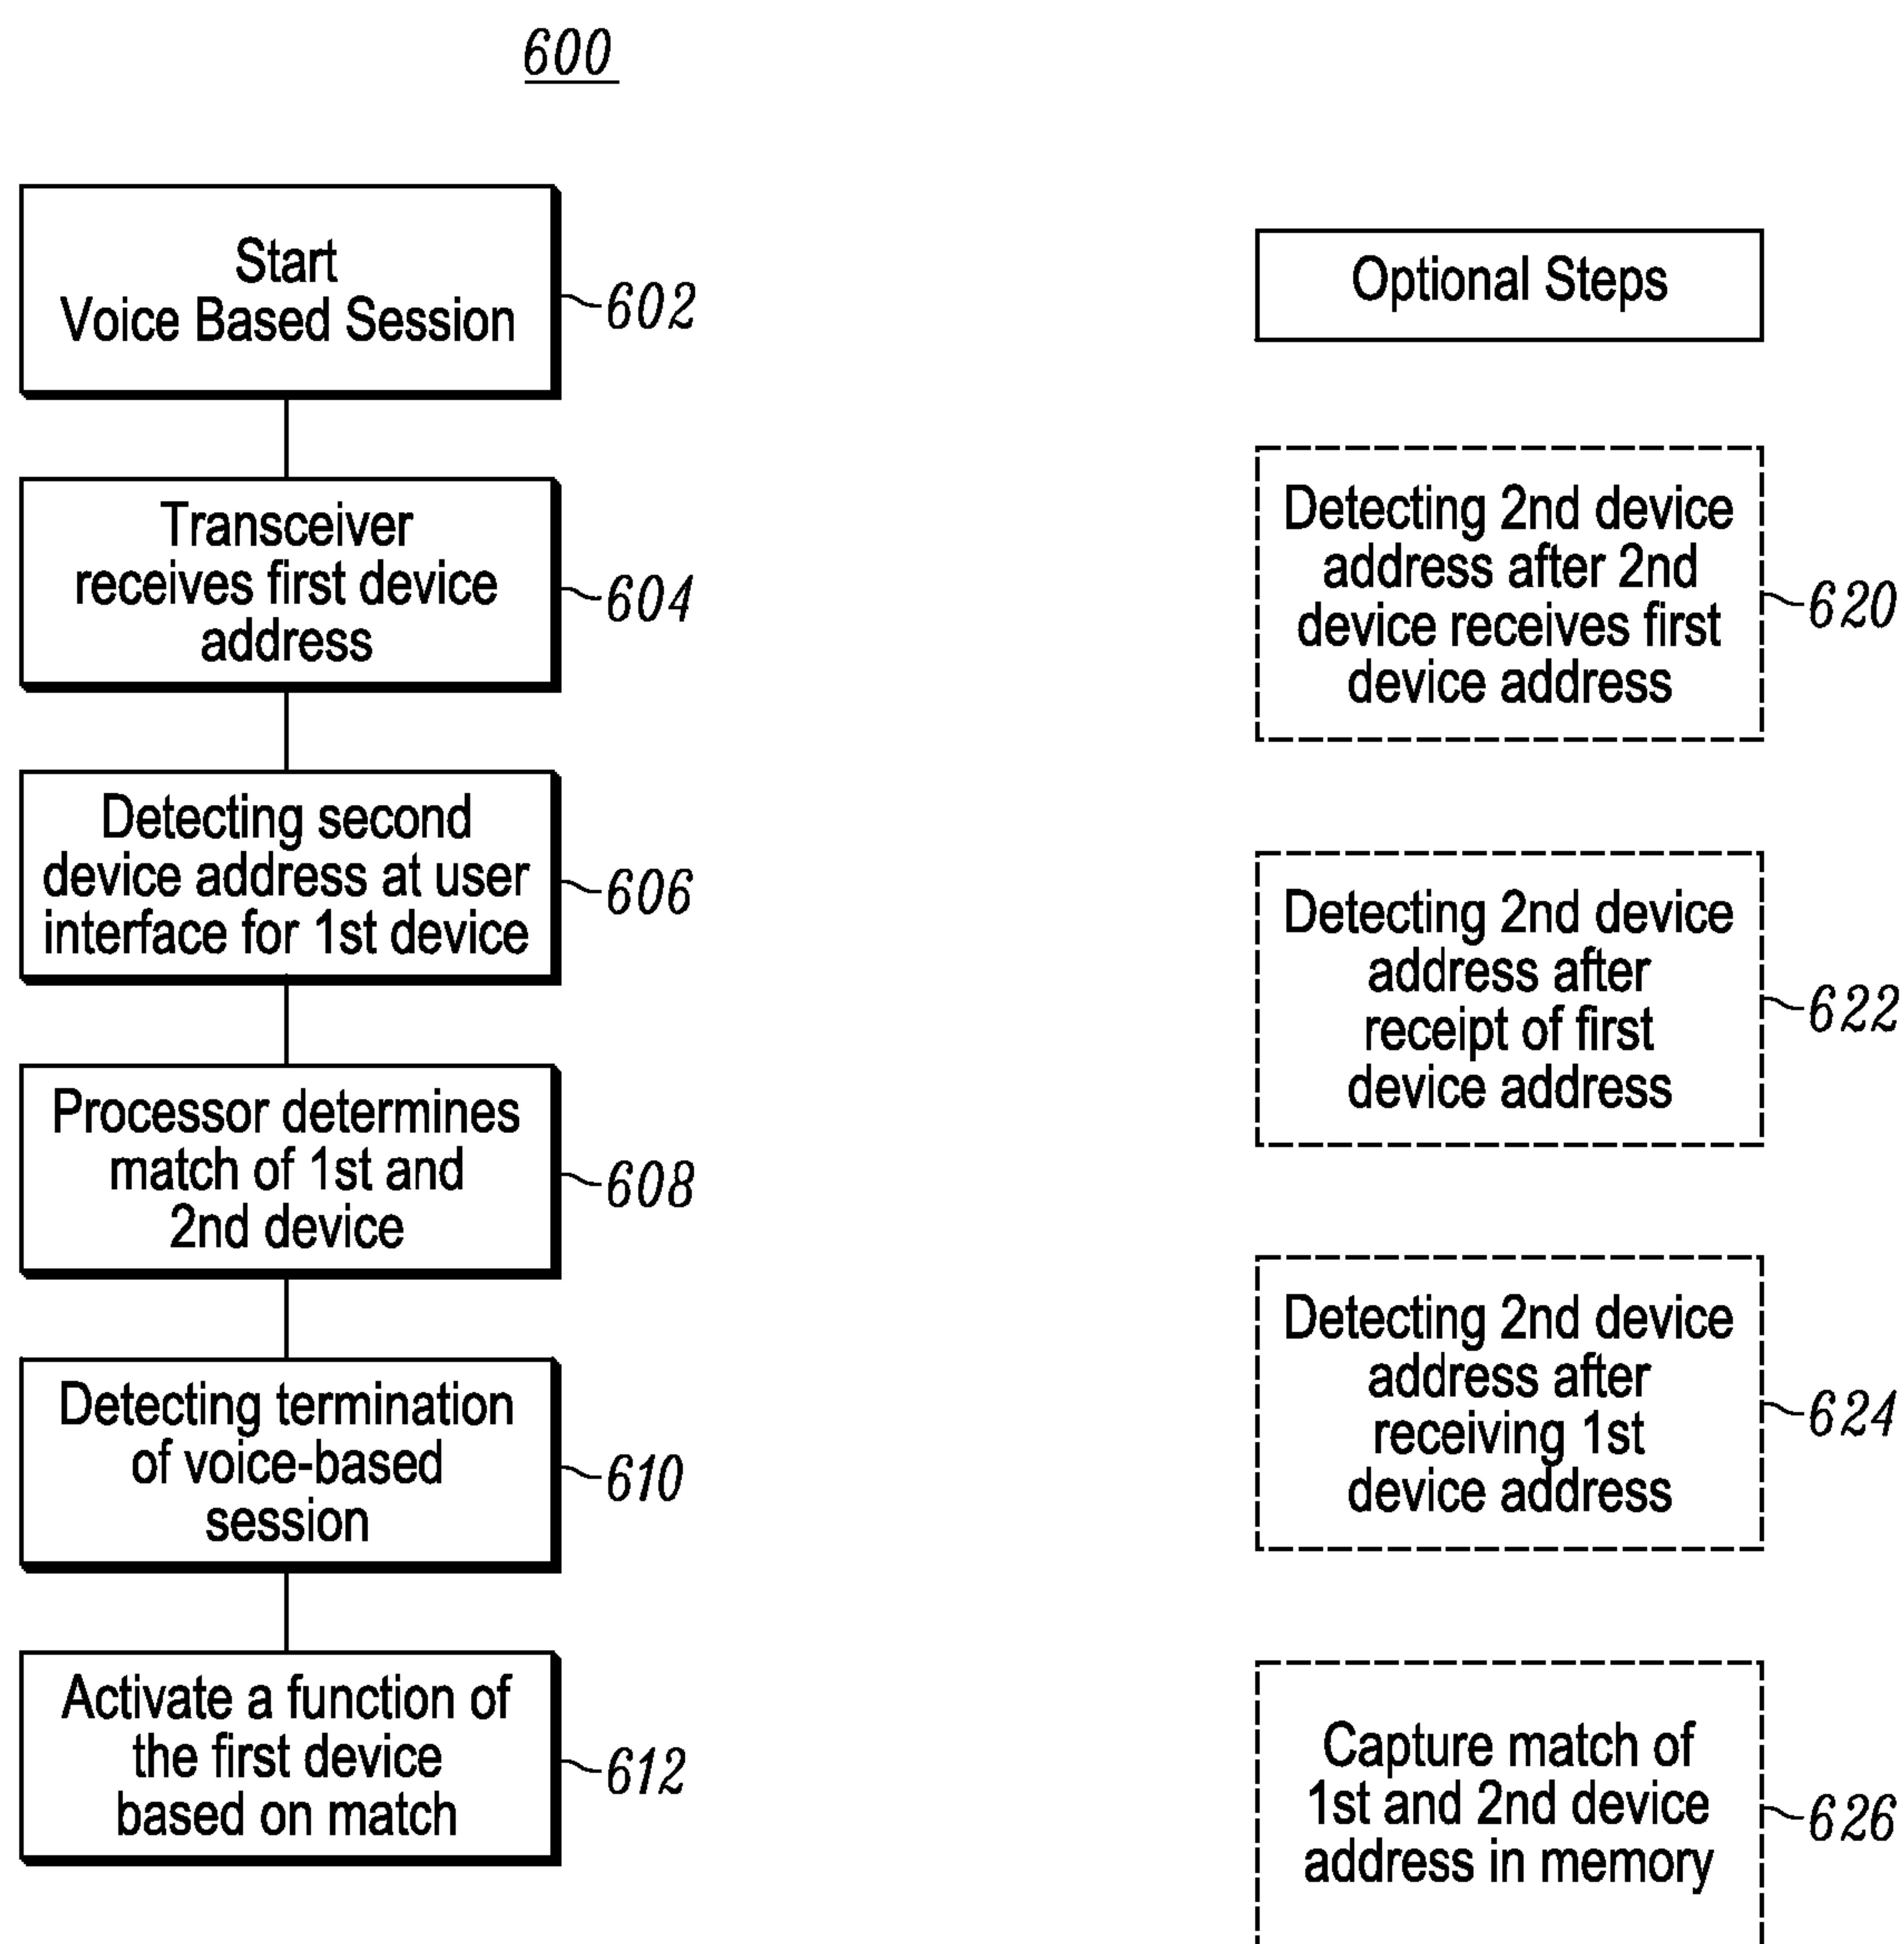 600
Start
Voice Based Session
602
Transceiver
receives first device
address
604
Detecting second
device address at user
interface for 1st device
606
Processor determines
match of 1st and
2nd device
608
Detecting termination
of voice-based
session
610
Activate a function of
the first device
based on match
612
Optional Steps
Detecting 2nd device
address after 2nd
device receives first
device address
620
Detecting 2nd device
address after
receipt of first
device address
622
Detecting 2nd device
address after
receiving 1st
device address
624
Capture match of
1st and 2nd device
address in memory
626